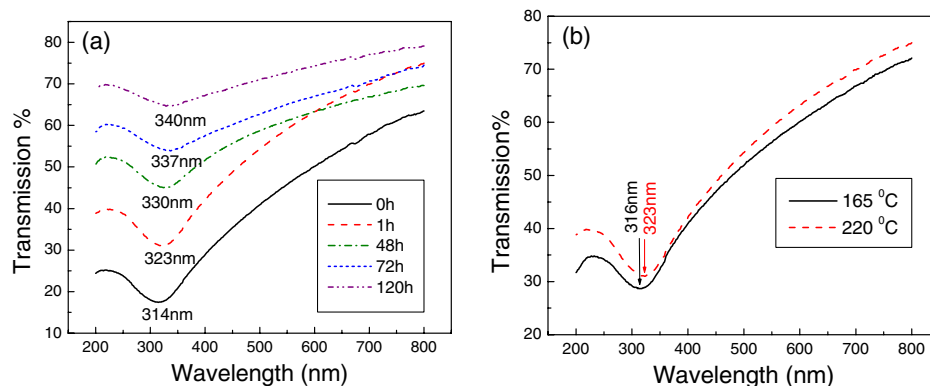 (a)
Transmission %
80
70
60
50
40
30
20
10
340nm
337nm
330nm
323nm
314nm
0h
1h
48h
72h
120h
200 300 400 500 600 700 800
Wavelength (nm)
(b)
Transmission %
80
70
60
50
40
30
20
316nm
323nm
165 ⁰C
220 ⁰C
200 300 400 500 600 700 800
Wavelength (nm)